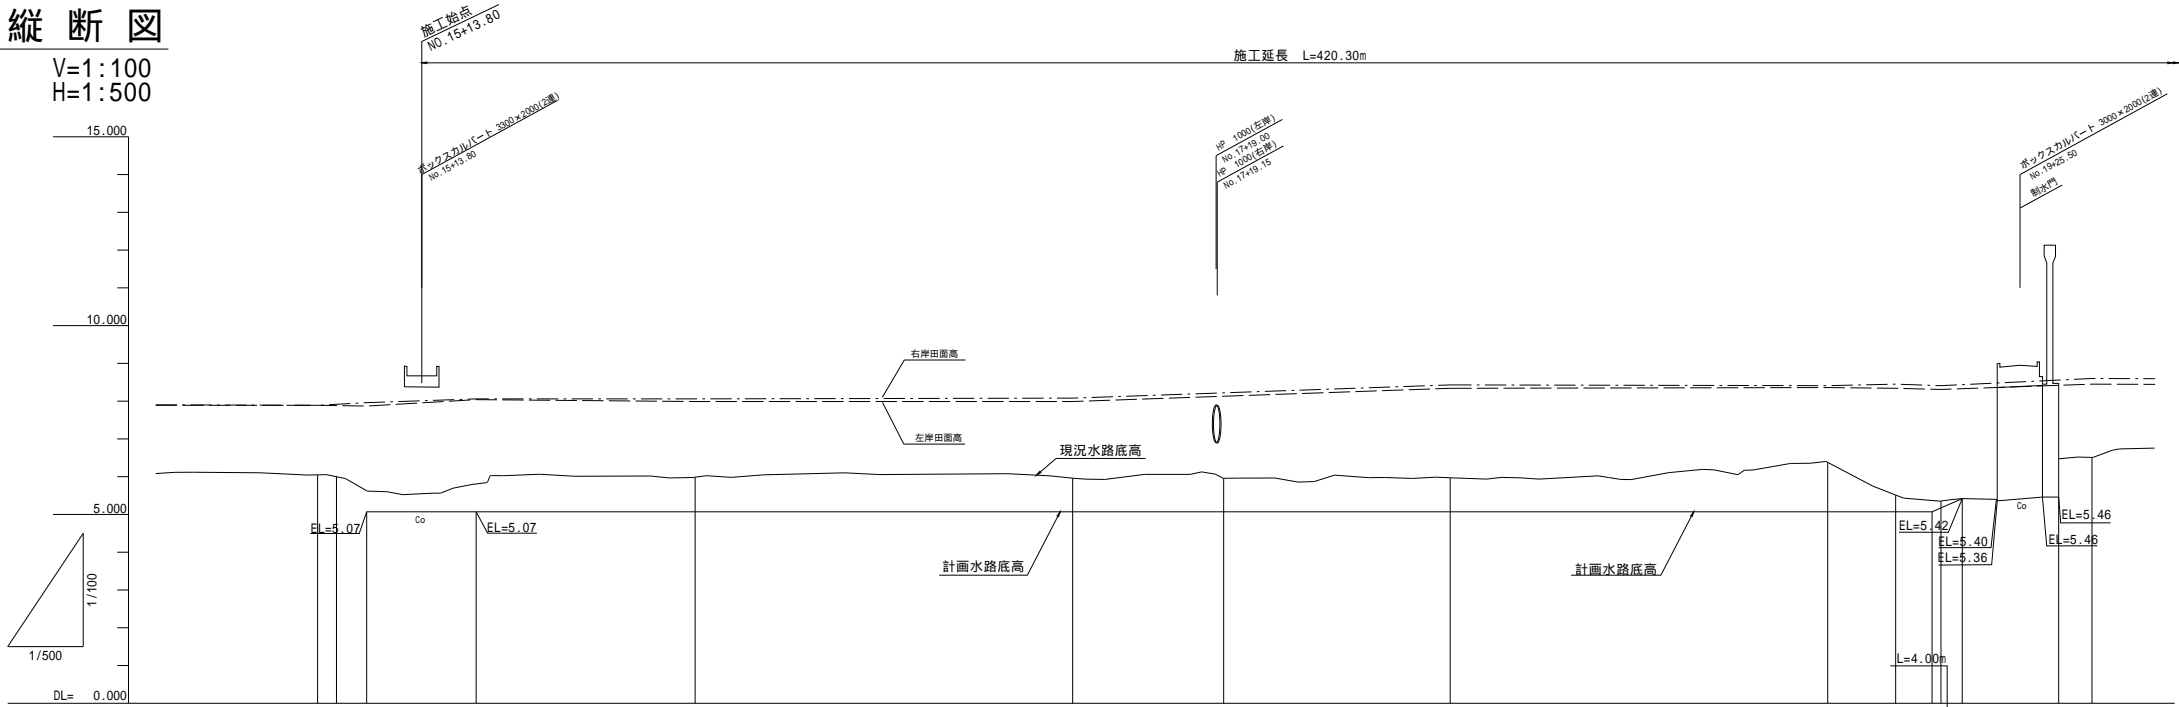 縦 断 図
V=1:100
H=1:500
施工始点
NO.15+13.80
施工延長 L=420.30m
ボックスカルバート 3300×2000(2連)
No.15+13.80
HP 1000(左岸)
No.17+19.00
HP 1000(右岸)
No.17+19.15
ボックスカルバート 3000×2000(2連)
No.19+25.50
制水門
15.000
10.000
5.000
DL= 0.000
右岸田面高
左岸田面高
現況水路底高
計画水路底高
計画水路底高
EL=5.07
Co
EL=5.07
EL=5.42
EL=5.40
EL=5.36
Co
EL=5.46
EL=5.46
L=4.00m
1/100
1/500